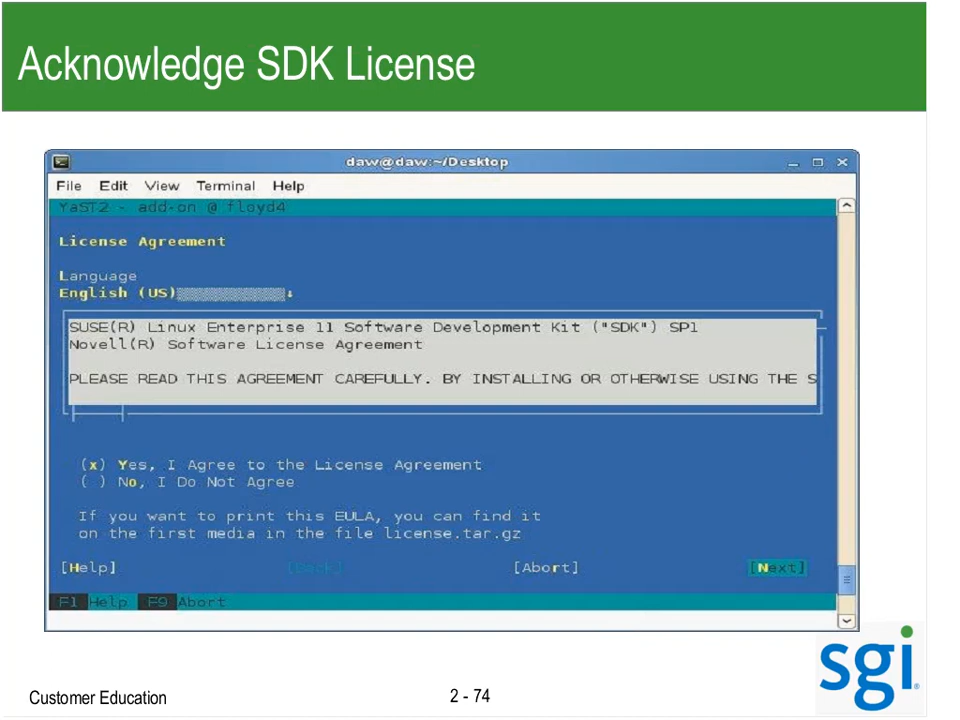 Acknowledge SDK License
daw@daw:~/Desktop
File Edit View Terminal Help
YaST2 - add-on @ floyd4
License Agreement
Language
English (US)
SUSE(R) Linux Enterprise 11 Software Development Kit ("SDK") SP1
Novell(R) Software License Agreement
PLEASE READ THIS AGREEMENT CAREFULLY. BY INSTALLING OR OTHERWISE USING THE S
(x) Yes, I Agree to the License Agreement
( ) No, I Do Not Agree
If you want to print this EULA, you can find it
on the first media in the file license.tar.gz
[Help] [Back] [Abort] [Next]
F1 Help F9 Abort
sgi
Customer Education 2 - 74